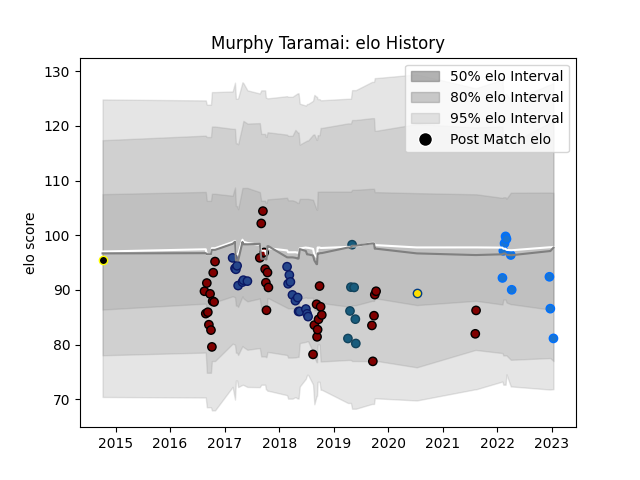 Murphy Taramai: elo History
50% elo Interval
80% elo Interval
95% elo Interval
Post Match elo
elo score
130
120
110
100
90
80
70
2015 2016 2017 2018 2019 2020 2021 2022 2023